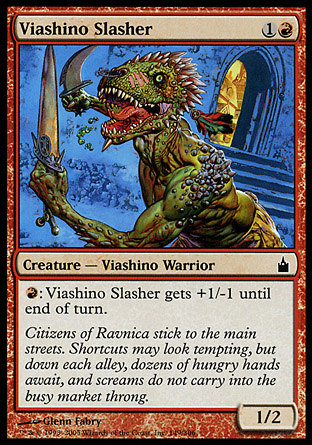 Viashino Slasher 1
Creature — Viashino Warrior
: Viashino Slasher gets +1/-1 until
end of turn.
Citizens of Ravnica stick to the main
streets. Shortcuts may look tempting, but
down each alley, dozens of hungry hands
await, and screams do not carry into the
busy market throng.
Glenn Fabry
1/2